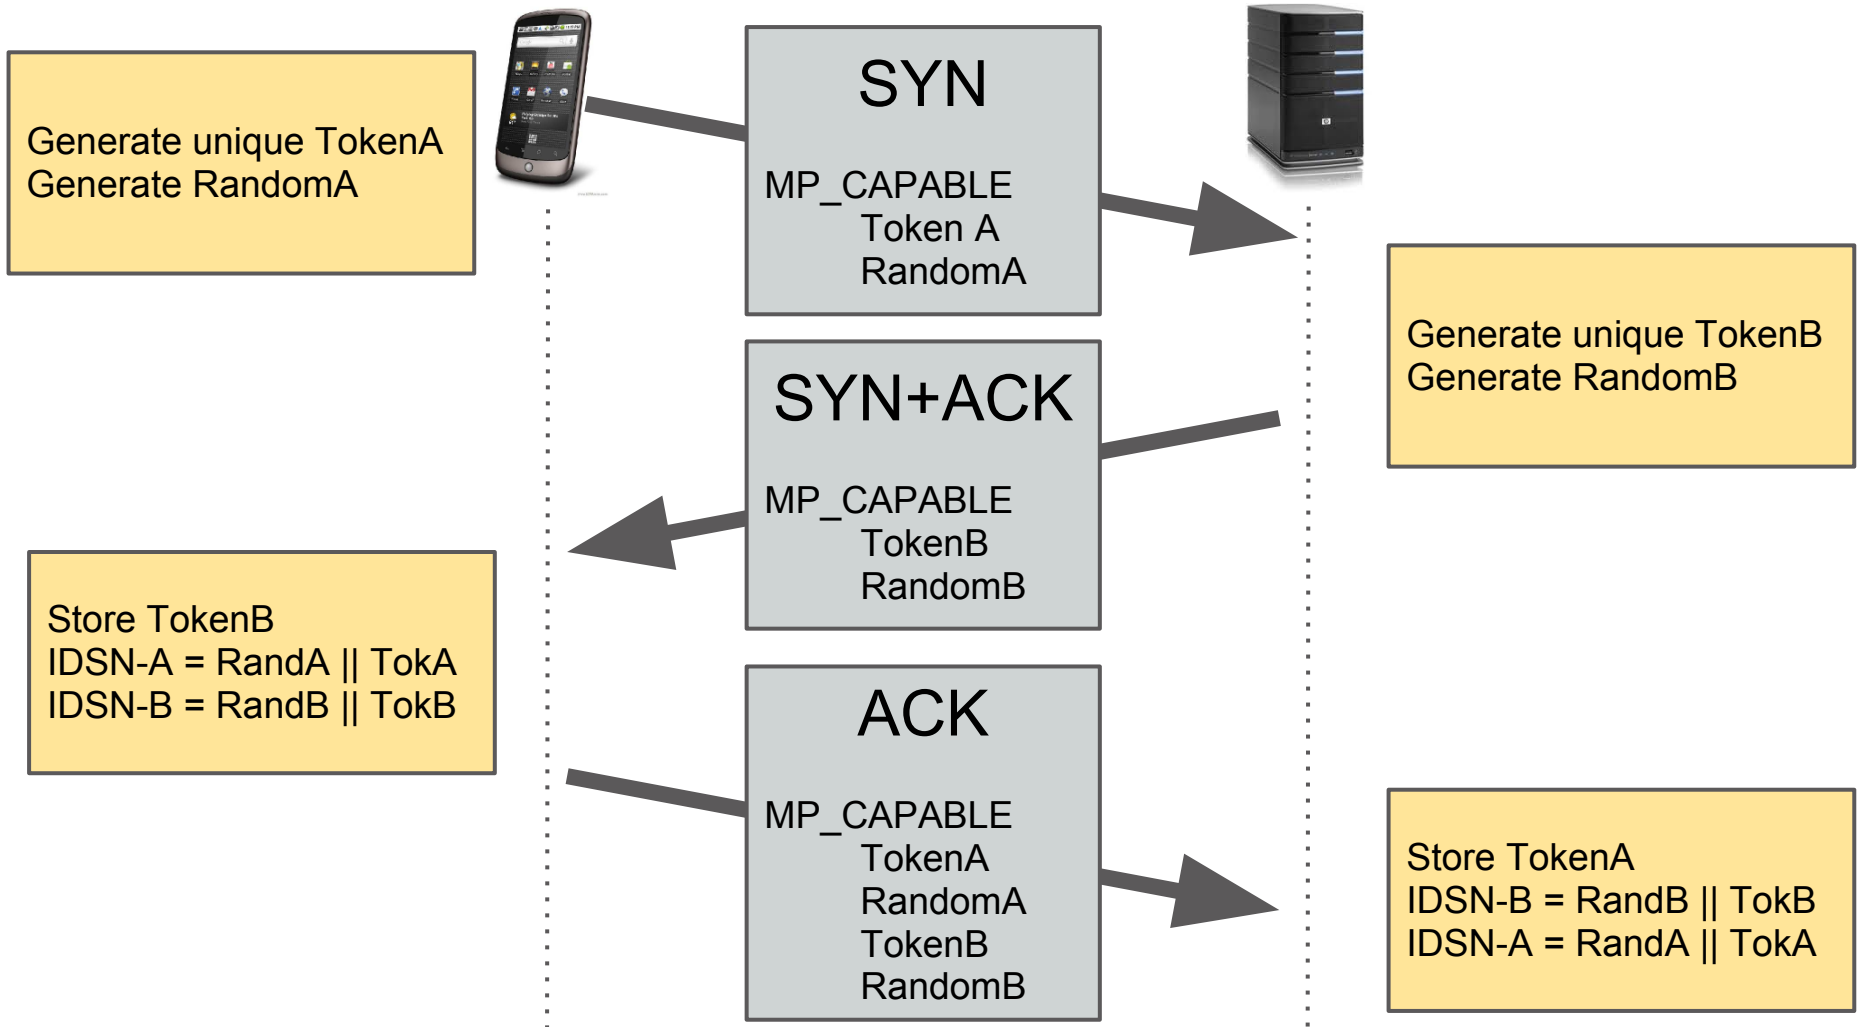 Generate unique TokenA
Generate RandomA
SYN
MP_CAPABLE
Token A
RandomA
Generate unique TokenB
Generate RandomB
SYN+ACK
MP_CAPABLE
TokenB
RandomB
Store TokenB
IDSN-A = RandA || TokA
IDSN-B = RandB || TokB
ACK
MP_CAPABLE
TokenA
RandomA
TokenB
RandomB
Store TokenA
IDSN-B = RandB || TokB
IDSN-A = RandA || TokA